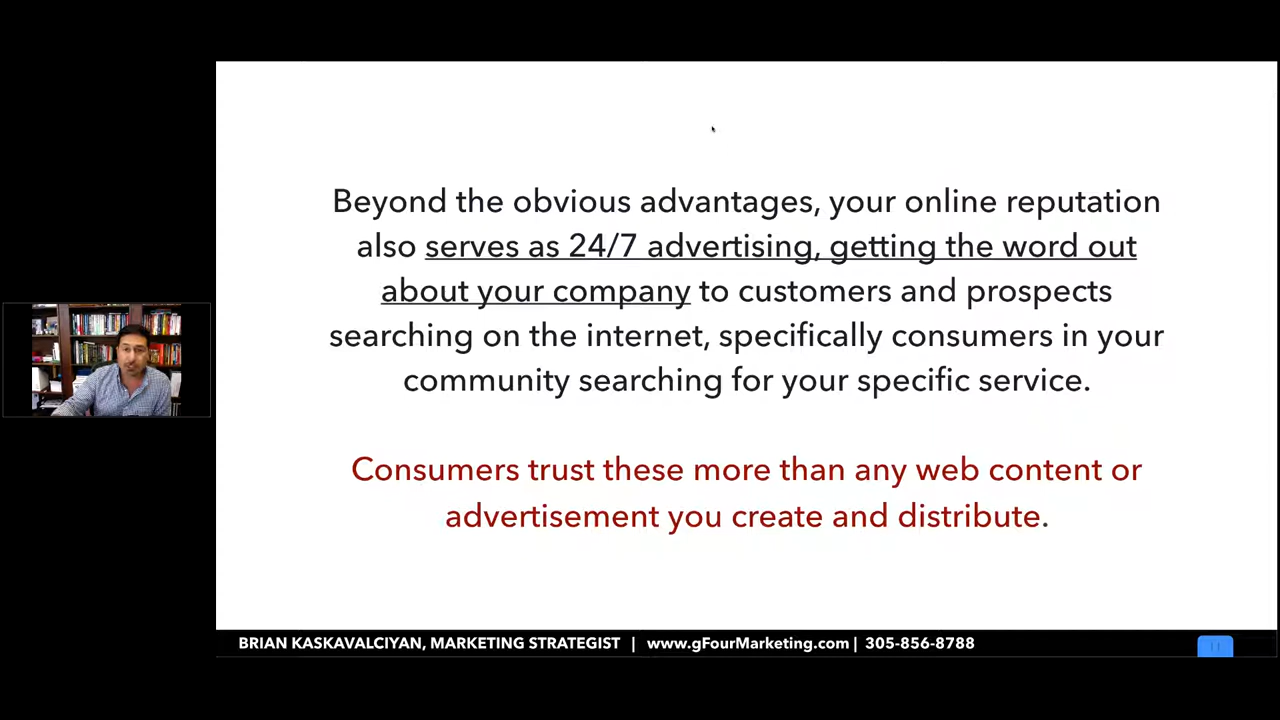 Beyond the obvious advantages, your online reputation
also serves as 24/7 advertising, getting the word out
about your company to customers and prospects
searching on the internet, specifically consumers in your
community searching for your specific service.
Consumers trust these more than any web content or
advertisement you create and distribute.
BRIAN KASKAVALCIYAN, MARKETING STRATEGIST | www.gFourMarketing.com | 305-856-8788